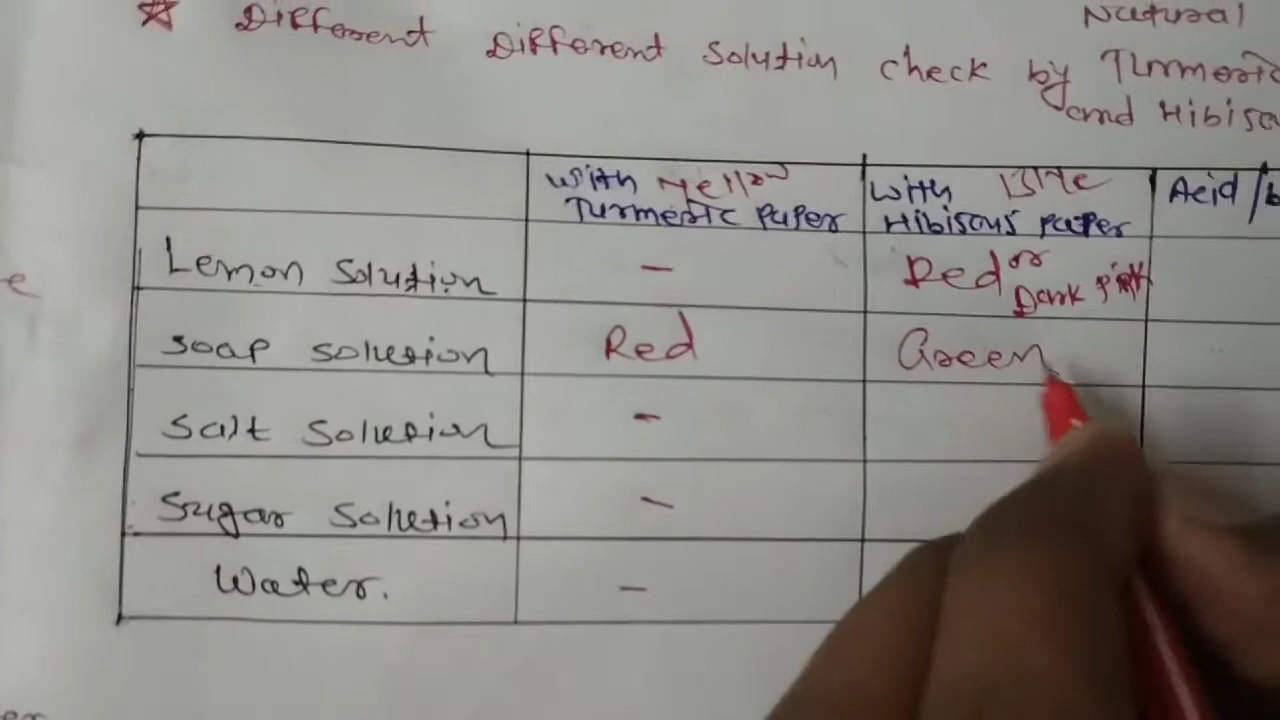 Natural
☆ Different Different Solution check by Turmeric
and Hibisc
With Yellow Turmeric Paper
With Blue Hibiscus paper
Acid / b
Lemon Solution - Red or Dark pink
Soap solution Red Green
Salt Solution -
Sugar Solution -
Water. -
e